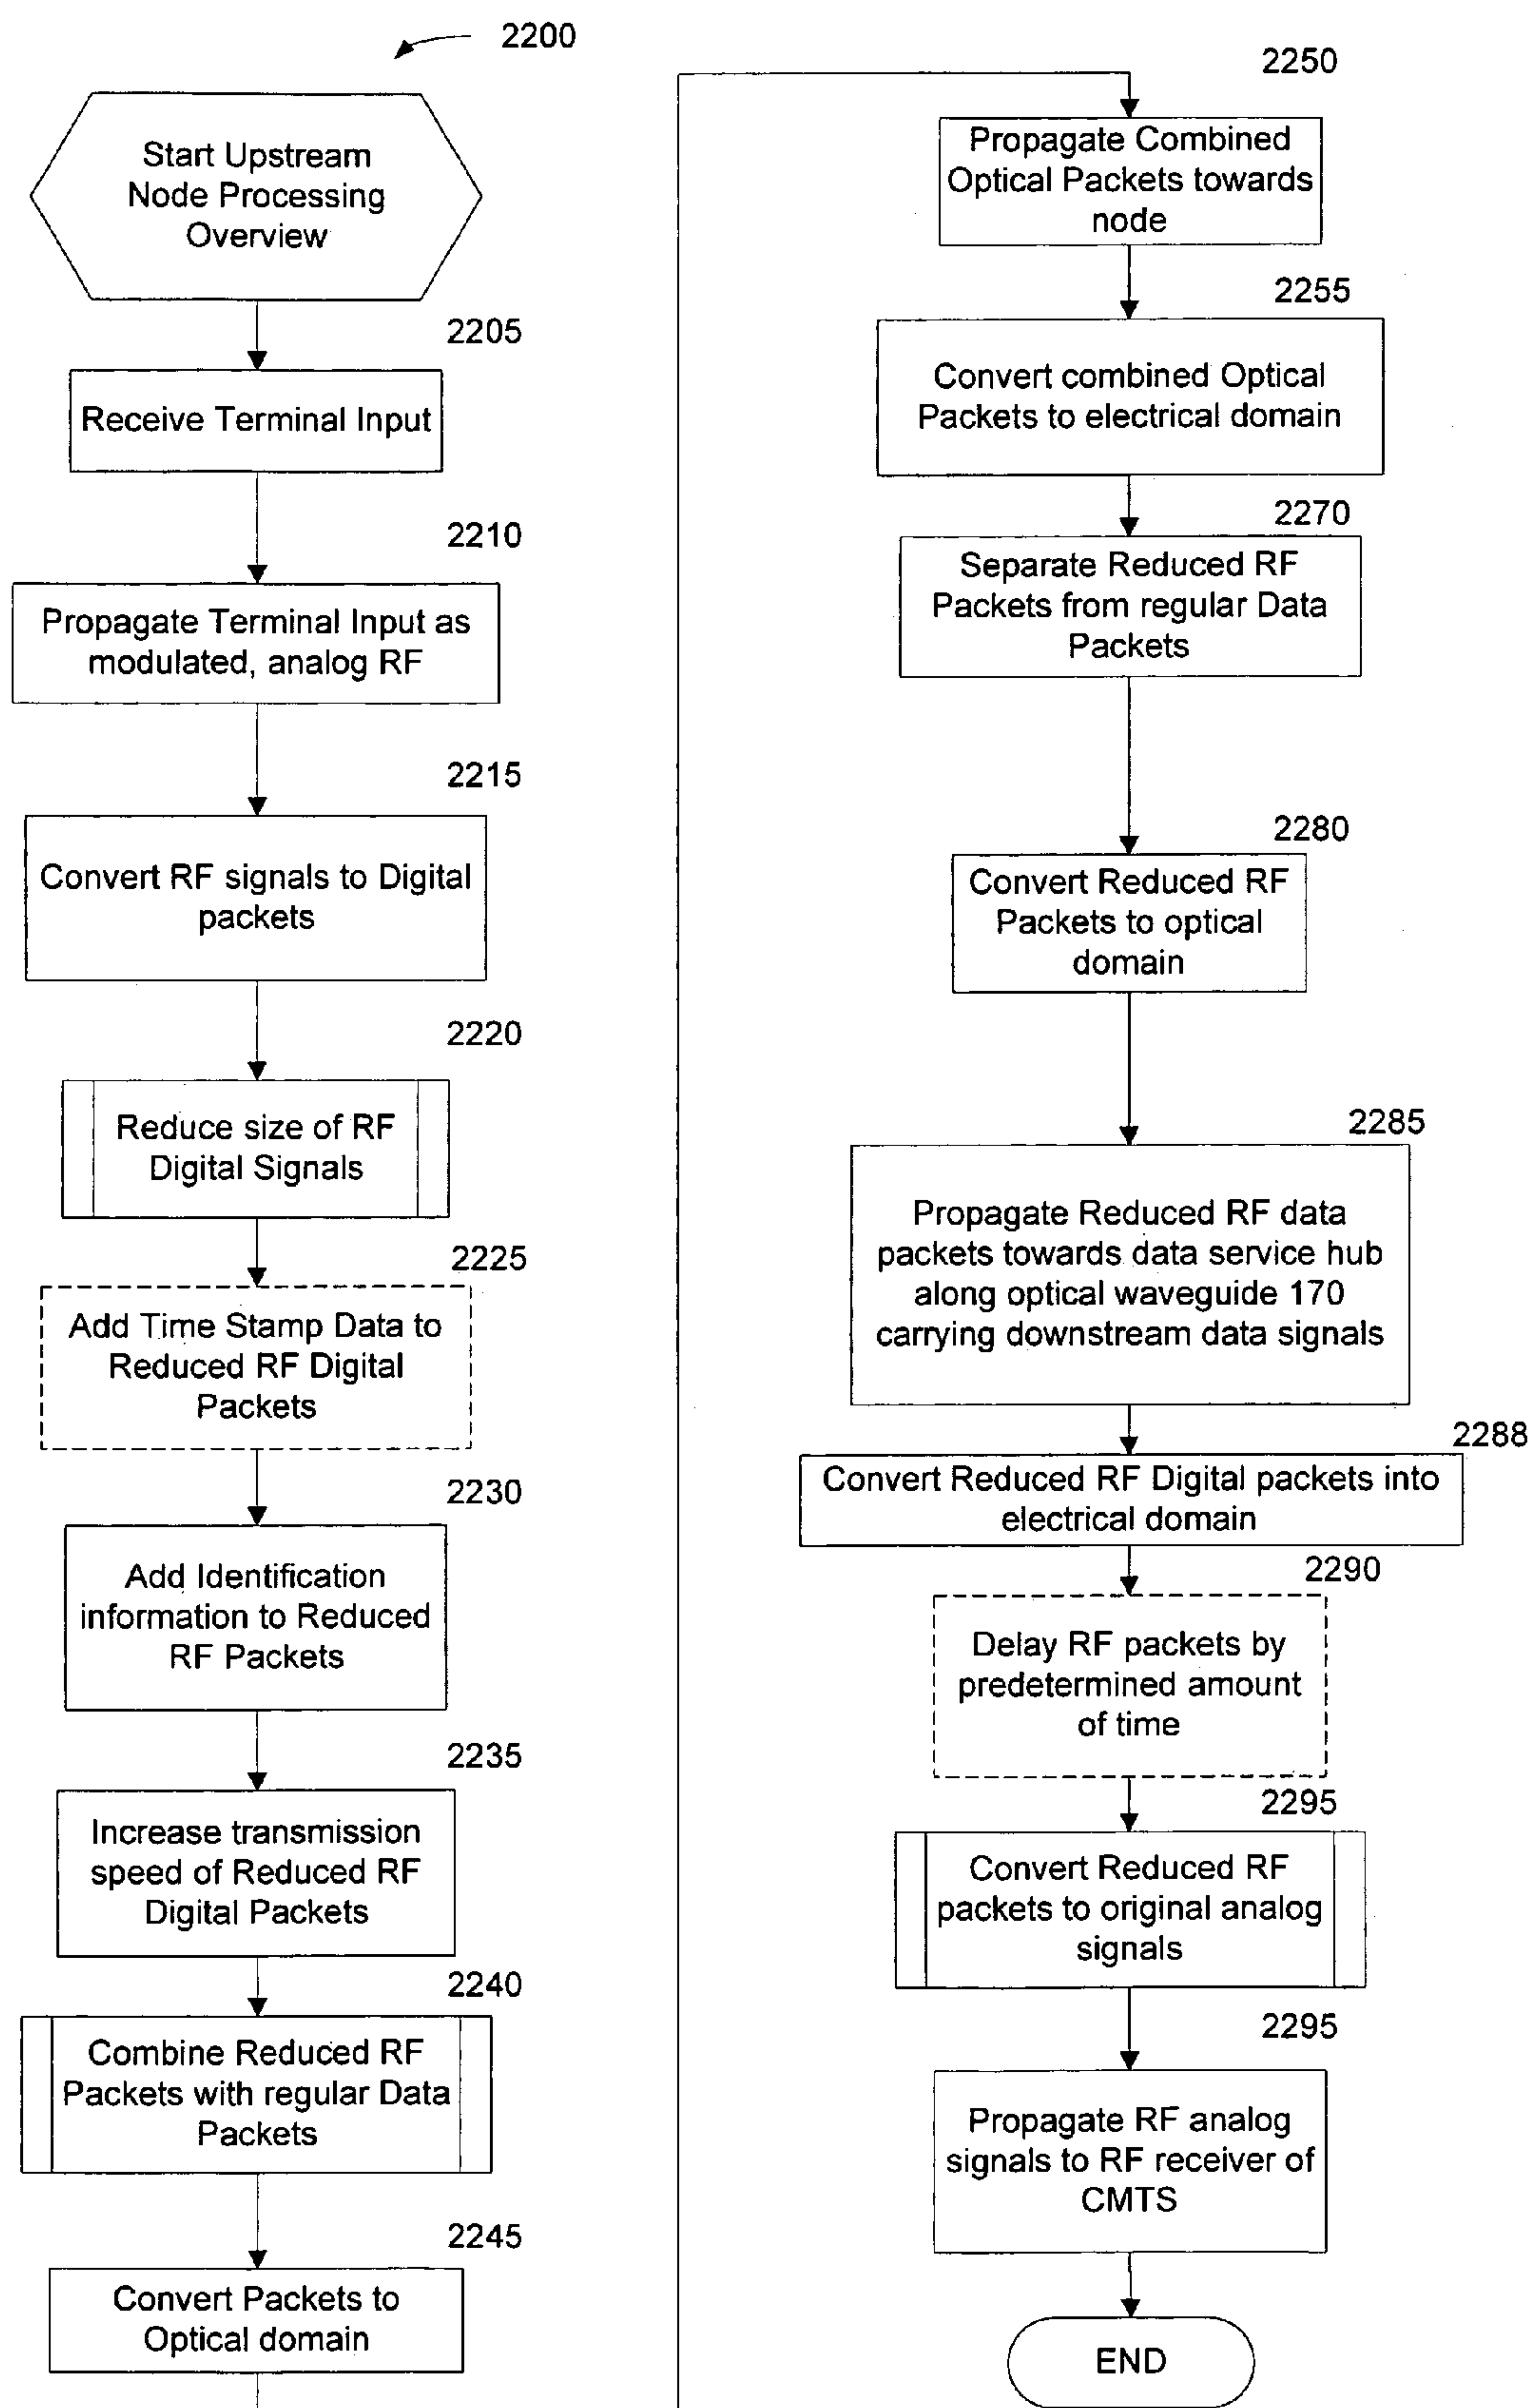 2200
Start Upstream
Node Processing
Overview
2205
Receive Terminal Input
2210
Propagate Terminal Input as
modulated, analog RF
2215
Convert RF signals to Digital
packets
2220
Reduce size of RF
Digital Signals
2225
Add Time Stamp Data to
Reduced RF Digital
Packets
2230
Add Identification
information to Reduced
RF Packets
2235
Increase transmission
speed of Reduced RF
Digital Packets
2240
Combine Reduced RF
Packets with regular Data
Packets
2245
Convert Packets to
Optical domain
2250
Propagate Combined
Optical Packets towards
node
2255
Convert combined Optical
Packets to electrical domain
2270
Separate Reduced RF
Packets from regular Data
Packets
2280
Convert Reduced RF
Packets to optical
domain
2285
Propagate Reduced RF data
packets towards data service hub
along optical waveguide 170
carrying downstream data signals
2288
Convert Reduced RF Digital packets into
electrical domain
2290
Delay RF packets by
predetermined amount
of time
2295
Convert Reduced RF
packets to original analog
signals
2295
Propagate RF analog
signals to RF receiver of
CMTS
END